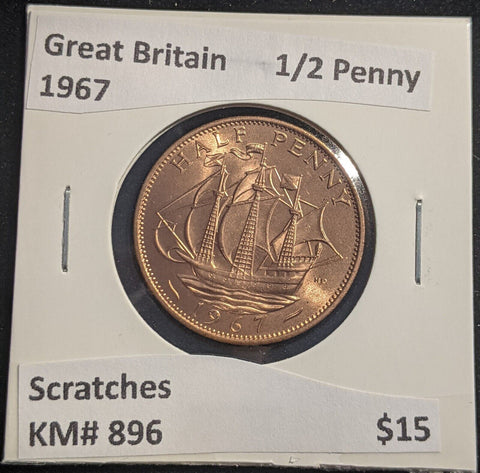 Great Britain 1/2 Penny
1967
HALF PENNY
1967
Scratches
KM# 896 $15